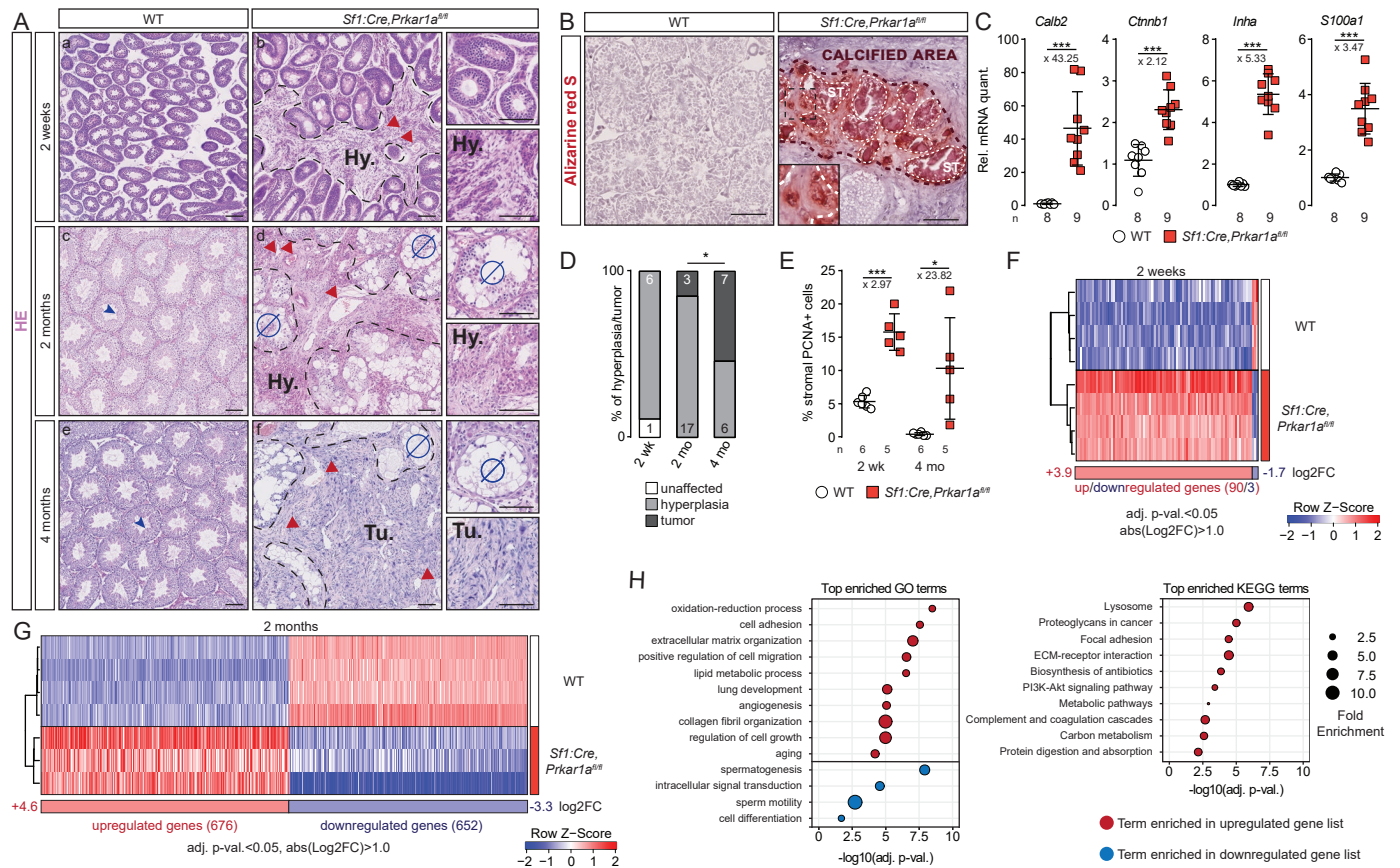 A
WT
Sf1:Cre,Prkar1a^fl/fl
HE
2 weeks
2 months
4 months
a
b
Hy.
Hy.
c
d
Hy.
Hy.
e
f
Tu.
Tu.
B
WT
Sf1:Cre,Prkar1a^fl/fl
Alizarine red S
CALCIFIED AREA
ST
ST
C
Calb2
Ctnnb1
Inha
S100a1
***
***
***
***
x 43.25
x 2.12
x 5.33
x 3.47
Rel. mRNA quant.
100
80
60
40
20
0
5
4
3
2
1
0
8
6
4
2
0
6
4
2
0
n
8
9
8
9
8
9
8
9
WT
Sf1:Cre,Prkar1a^fl/fl
D
*
% of hyperplasia/tumor
100
0
6
1
3
17
7
6
2 wk
2 mo
4 mo
unaffected
hyperplasia
tumor
E
% stromal PCNA+ cells
25
20
15
10
5
0
***
x 2.97
*
x 23.82
n
6
5
6
5
2 wk
4 mo
WT
Sf1:Cre,Prkar1a^fl/fl
F
2 weeks
WT
Sf1:Cre,
Prkar1a^fl/fl
+3.9
-1.7
log2FC
up/downregulated genes (90/3)
adj. p-val.<0.05
abs(Log2FC)>1.0
Row Z−Score
−2 −1 0 1 2
G
2 months
WT
Sf1:Cre,
Prkar1a^fl/fl
+4.6
-3.3 log2FC
upregulated genes (676)
downregulated genes (652)
adj. p-val.<0.05, abs(Log2FC)>1.0
Row Z−Score
−2 −1 0 1 2
H
Top enriched GO terms
oxidation-reduction process
cell adhesion
extracellular matrix organization
positive regulation of cell migration
lipid metabolic process
lung development
angiogenesis
collagen fibril organization
regulation of cell growth
aging
spermatogenesis
intracellular signal transduction
sperm motility
cell differentiation
0 2.5 5 7.5 10
-log10(adj. p-val.)
Top enriched KEGG terms
Lysosome
Proteoglycans in cancer
Focal adhesion
ECM-receptor interaction
Biosynthesis of antibiotics
PI3K-Akt signaling pathway
Metabolic pathways
Complement and coagulation cascades
Carbon metabolism
Protein digestion and absorption
0 2.5 5 7.5 10
-log10(adj. p-val.)
2.5
5.0
7.5
10.0
Fold
Enrichment
Term enriched in upregulated gene list
Term enriched in downregulated gene list